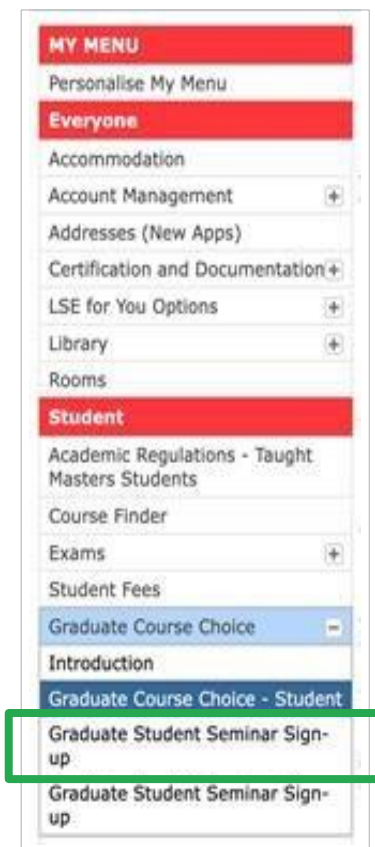 MY MENU
Personalise My Menu
Everyone
Accommodation
Account Management +
Addresses (New Apps)
Certification and Documentation +
LSE for You Options +
Library +
Rooms
Student
Academic Regulations - Taught
Masters Students
Course Finder
Exams +
Student Fees
Graduate Course Choice -
Introduction
Graduate Course Choice - Student
Graduate Student Seminar Sign-
up
Graduate Student Seminar Sign-
up